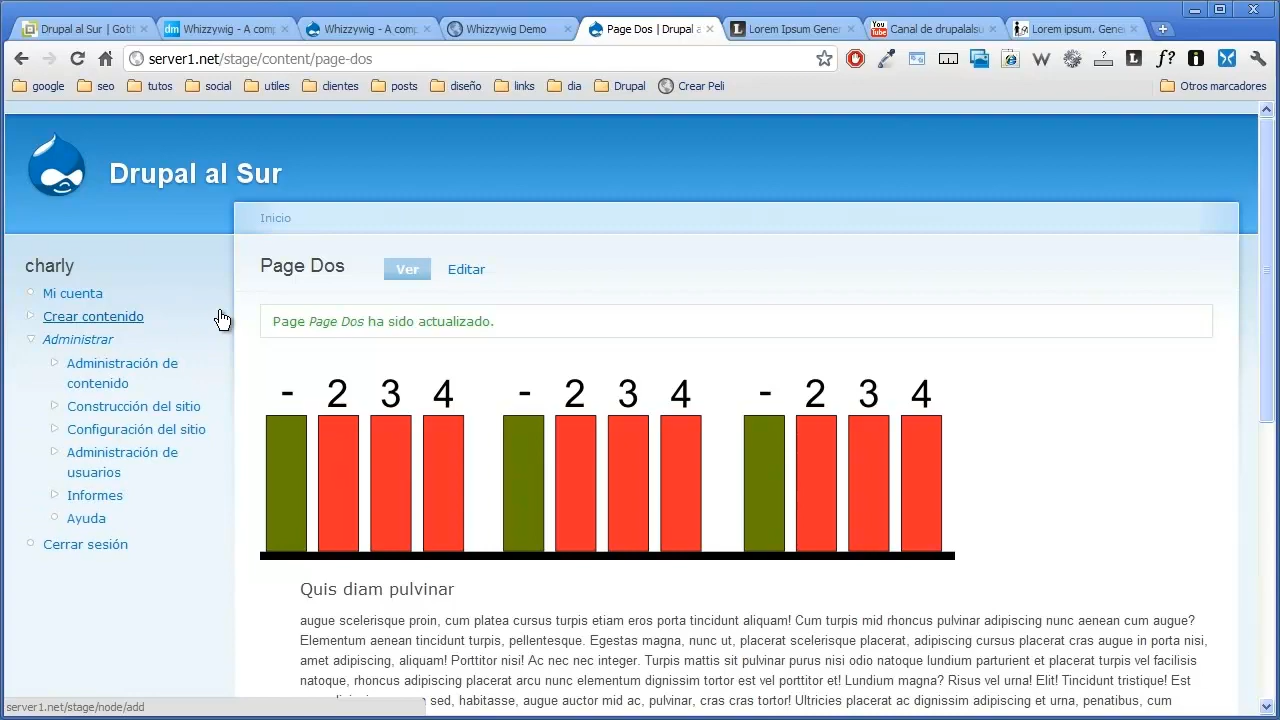 Drupal al Sur | Goti
dm Whizzywig - A comp
Whizzywig - A comp
Whizzywig Demo
Page Dos | Drupal a
L Lorem Ipsum Gener
You Tube Canal de drupalalsu
Lorem ipsum. Gene
server1.net/stage/content/page-dos
google
seo
tutos
social
utiles
clientes
posts
diseño
links
dia
Drupal
Crear Peli
Otros marcadores
Drupal al Sur
Inicio
charly
Mi cuenta
Crear contenido
Administrar
Administración de
contenido
Construcción del sitio
Configuración del sitio
Administración de
usuarios
Informes
Ayuda
Cerrar sesión
Page Dos
Ver
Editar
Page Page Dos ha sido actualizado.
- 2 3 4 - 2 3 4 - 2 3 4
Quis diam pulvinar
augue scelerisque proin, cum platea cursus turpis etiam eros porta tincidunt aliquam! Cum turpis mid rhoncus pulvinar adipiscing nunc aenean cum augue?
Elementum aenean tincidunt turpis, pellentesque. Egestas magna, nunc ut, placerat scelerisque placerat, adipiscing cursus placerat cras augue in porta nisi,
amet adipiscing, aliquam! Porttitor nisi! Ac nec nec integer. Turpis mattis sit pulvinar purus nisi odio natoque lundium parturient et placerat turpis vel facilisis
natoque, rhoncus adipiscing placerat arcu nunc elementum dignissim tortor est vel porttitor et! Lundium magna? Risus vel urna! Elit! Tincidunt tristique! Est
sed, habitasse, augue auctor mid ac, pulvinar, cras cras tortor! Ultricies placerat ac dignissim adipiscing et urna, penatibus, cum
server1.net/stage/node/add